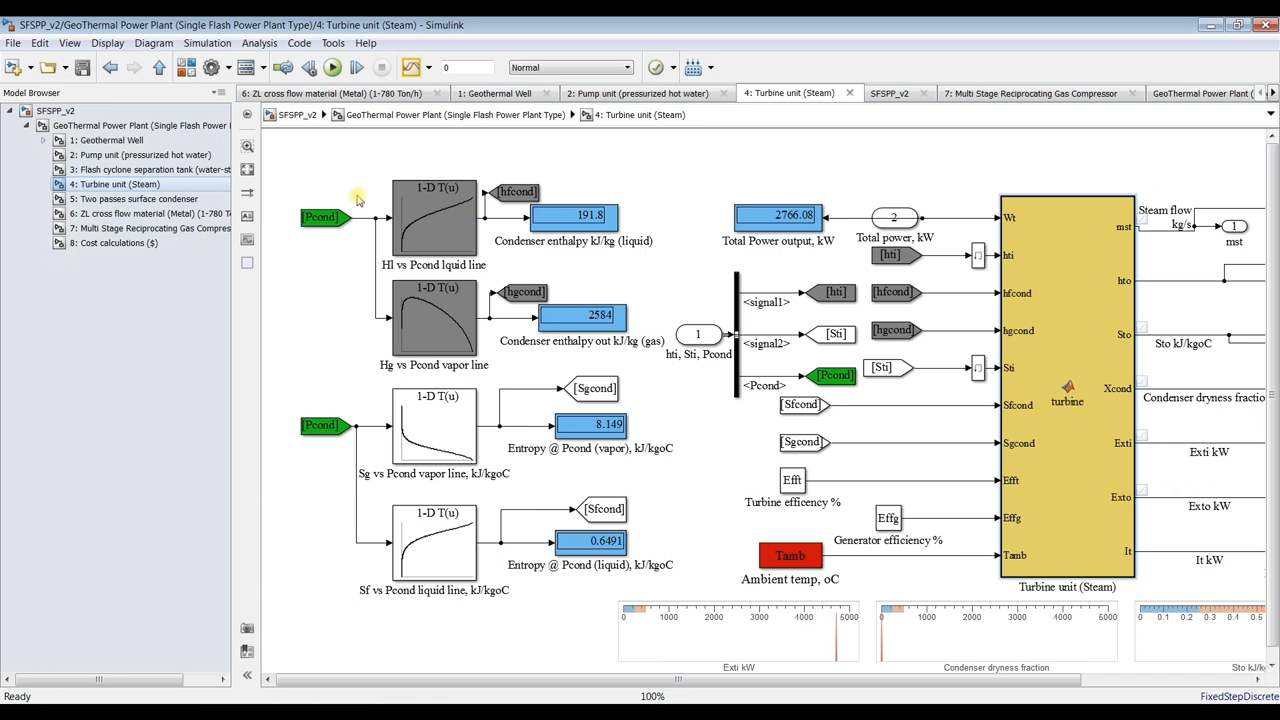 SFSPP_v2/GeoThermal Power Plant (Single Flash Power Plant Type)/4: Turbine unit (Steam) - Simulink
File Edit View Display Diagram Simulation Analysis Code Tools Help
0 Normal
Model Browser
6: ZL cross flow material (Metal) (1-780 Ton/h) 1: Geothermal Well 2: Pump unit (pressurized hot water) 4: Turbine unit (Steam) SFSPP_v2 7: Multi Stage Reciprocating Gas Compressor GeoThermal Power Plant (
SFSPP_v2 GeoThermal Power Plant (Single Flash Power Plant Type) 4: Turbine unit (Steam)
SFSPP_v2
GeoThermal Power Plant (Single Flash Power I
1: Geothermal Well
2: Pump unit (pressurized hot water)
3: Flash cyclone separation tank (water-st
4: Turbine unit (Steam)
5: Two passes surface condenser
6: ZL cross flow material (Metal) (1-780 T
7: Multi Stage Reciprocating Gas Compres
8: Cost calculations ($)
[Pcond]
1-D T(u)
[hfcond]
191.8
Condenser enthalpy kJ/kg (liquid)
Hl vs Pcond lquid line
1-D T(u)
[hgcond]
2584
Condenser enthalpy out kJ/kg (gas)
Hg vs Pcond vapor line
[Pcond]
1-D T(u)
[Sgcond]
8.149
Entropy @ Pcond (vapor), kJ/kgoC
Sg vs Pcond vapor line, kJ/kgoC
1-D T(u)
[Sfcond]
0.6491
Entropy @ Pcond (liquid), kJ/kgoC
Sf vs Pcond liquid line, kJ/kgoC
2766.08
Total Power output, kW
2
Total power, kW
[hti]
1
hti, Sti, Pcond
<signal1>
[hti]
[hfcond]
<signal2>
[Sti]
[hgcond]
<Pcond>
[Pcond]
[Sti]
[Sfcond]
[Sgcond]
Efft
Turbine efficency %
Effg
Generator efficiency %
Tamb
Ambient temp, oC
Wt
hti
hfcond
hgcond
Sti
Sfcond
Sgcond
Efft
Effg
Tamb
turbine
mst
hto
Sto
Xcond
Exti
Exto
It
Turbine unit (Steam)
Steam flow
kg/s
1
mst
Sto kJ/kgoC
Condenser dryness fractio
Exti kW
Exto kW
It kW
0 1000 2000 3000 4000 5000
Exti kW
0 1000 2000 3000 4000 5000
Condenser dryness fraction
0 0.1 0.2 0.3 0.4 0.5 0.6
Sto kJ/k
Ready 100% FixedStepDiscrete